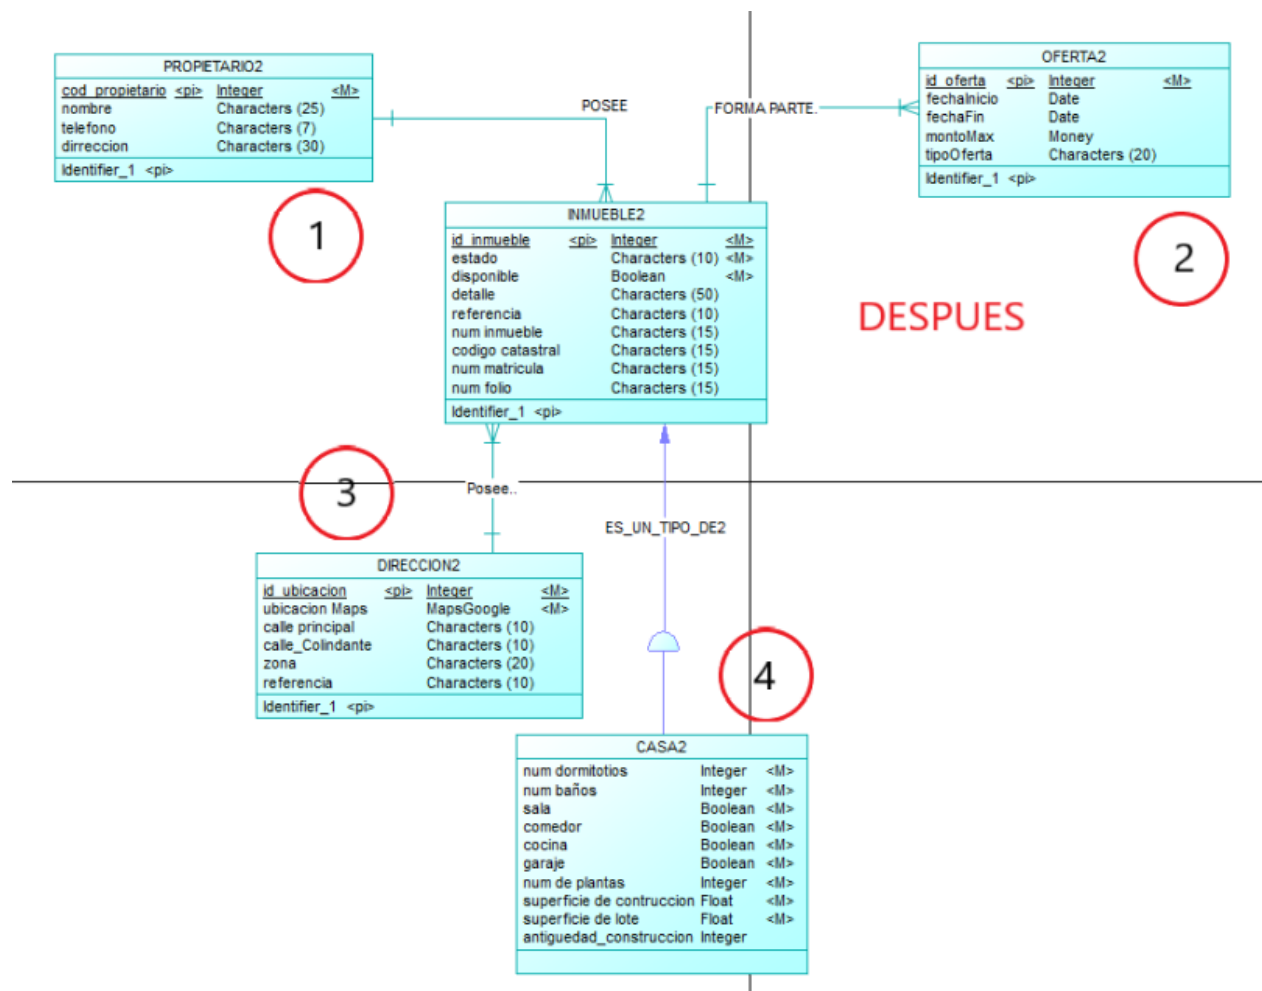 PROPIETARIO2
cod_propietario <pi> Integer <M>
nombre Characters (25)
telefono Characters (7)
dirreccion Characters (30)
Identifier_1 <pi>
1
POSEE
FORMA PARTE.
OFERTA2
id_oferta <pi> Integer <M>
fechaInicio Date
fechaFin Date
montoMax Money
tipoOferta Characters (20)
Identifier_1 <pi>
2
INMUEBLE2
id_inmueble <pi> Integer <M>
estado Characters (10) <M>
disponible Boolean <M>
detalle Characters (50)
referencia Characters (10)
num inmueble Characters (15)
codigo catastral Characters (15)
num matricula Characters (15)
num folio Characters (15)
Identifier_1 <pi>
DESPUES
3
Posee..
ES_UN_TIPO_DE2
DIRECCION2
id_ubicacion <pi> Integer <M>
ubicacion Maps MapsGoogle <M>
calle principal Characters (10)
calle_Colindante Characters (10)
zona Characters (20)
referencia Characters (10)
Identifier_1 <pi>
4
CASA2
num dormitotios Integer <M>
num baños Integer <M>
sala Boolean <M>
comedor Boolean <M>
cocina Boolean <M>
garaje Boolean <M>
num de plantas Integer <M>
superficie de contruccion Float <M>
superficie de lote Float <M>
antiguedad_construccion Integer